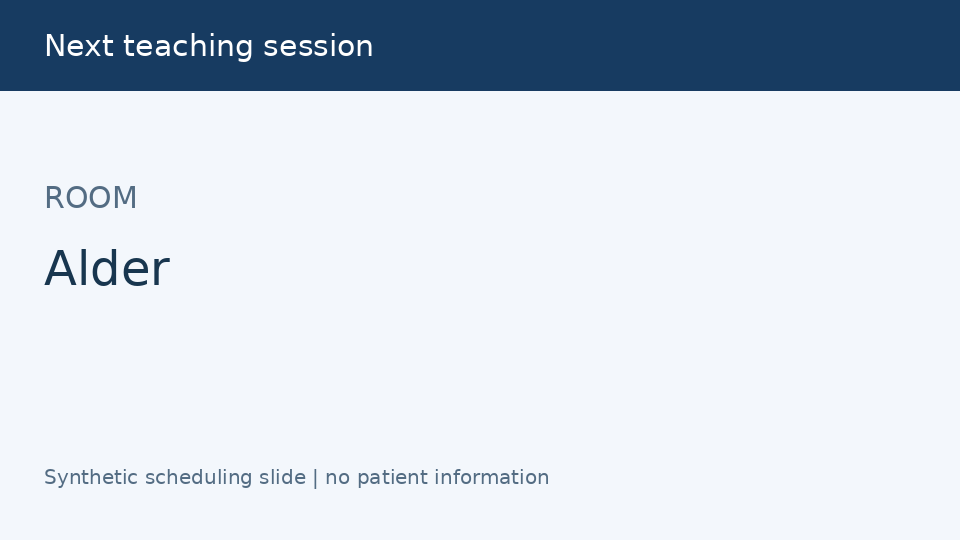 Next teaching session
ROOM
Alder
Synthetic scheduling slide | no patient information